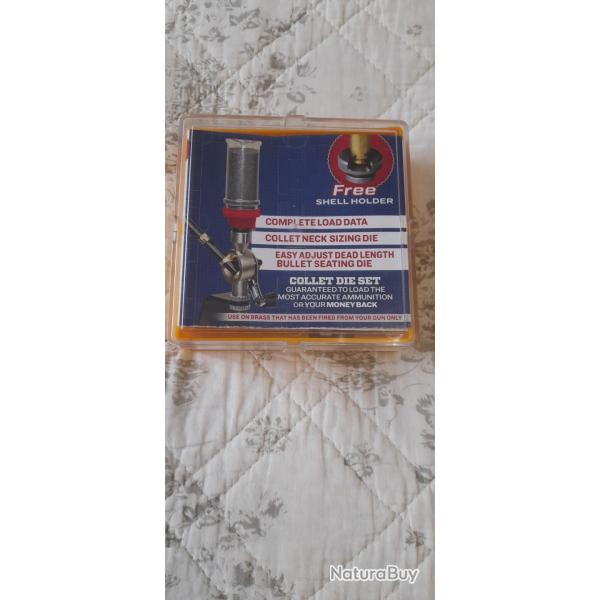 Free
SHELL HOLDER
COMPLETE LOAD DATA
COLLET NECK SIZING DIE
EASY ADJUST DEAD LENGTH
BULLET SEATING DIE
COLLET DIE SET
GUARANTEED TO LOAD THE
MOST ACCURATE AMMUNITION
OR YOUR MONEY BACK
USE ON BRASS THAT HAS BEEN FIRED FROM YOUR GUN ONLY
NaturaBuy